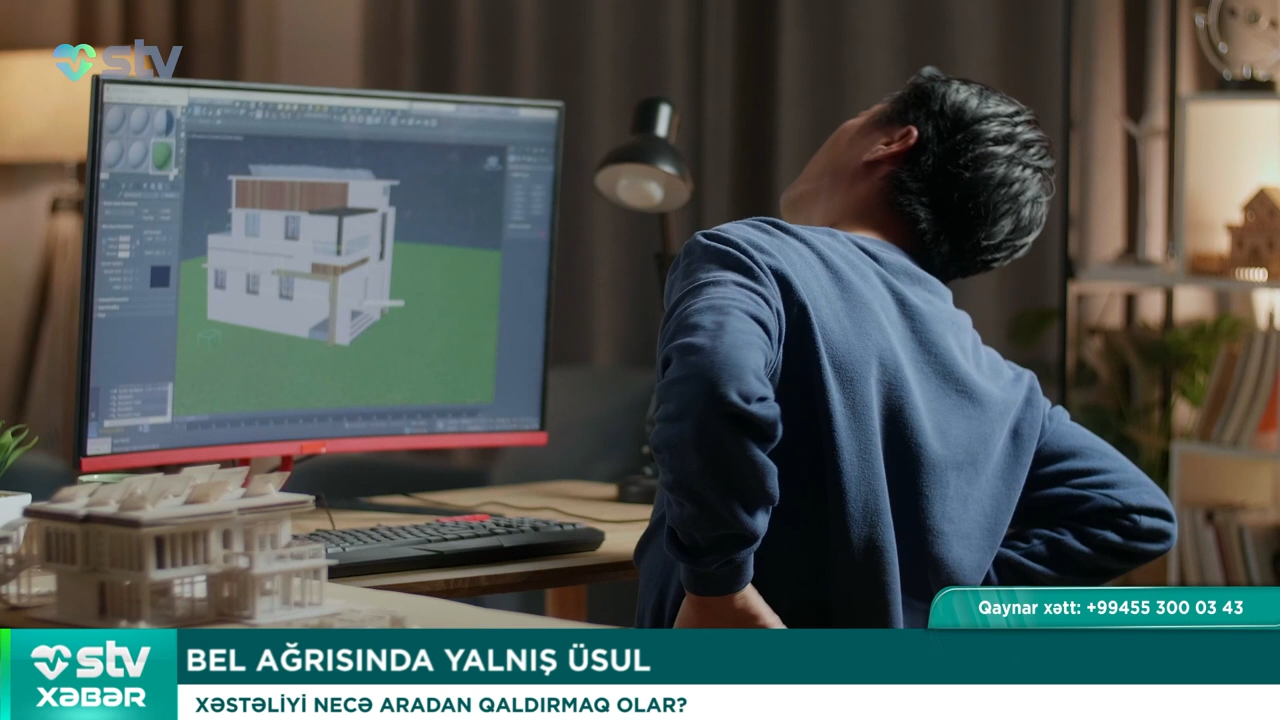 stv
Qaynar xətt: +99455 300 03 43
stv
XƏBƏR
BEL AĞRISINDA YALNIŞ ÜSUL
XƏSTƏLİYİ NECƏ ARADAN QALDIRMAQ OLAR?